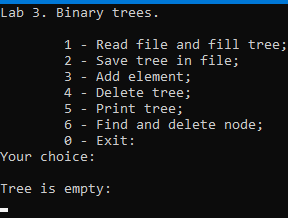 Lab 3. Binary trees.
1 - Read file and fill tree;
2 - Save tree in file;
3 - Add element;
4 - Delete tree;
5 - Print tree;
6 - Find and delete node;
0 - Exit:
Your choice:
Tree is empty: